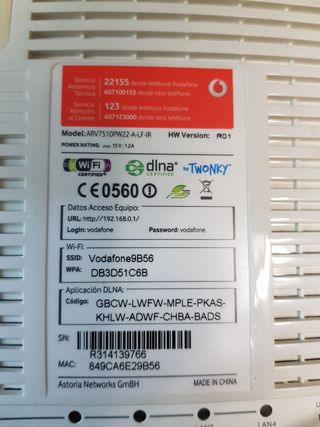 Servicio 22155 desde teléfono Vodafone
Asistencia 607100155 desde otro teléfono
Técnica
Servicio 123 desde teléfono Vodafone
Atención 607123000 desde otro teléfono
al Cliente
Model: ARV7510PW22-A-LF-IR HW Version: R01
POWER RATING 15V 1.2A
Wi Fi CERTIFIED dlna CERTIFIED by TWONKY
CE0560
Datos Acceso Equipo:
URL: http://192.168.0.1/
Login: vodafone Password: vodafone
Wi-Fi:
SSID: Vodafone9B56
WPA: DB3D51C6B
Aplicación DLNA:
Código: GBCW-LWFW-MPLE-PKAS-
KHLW-ADWF-CHBA-BADS
SN:
R314139766
MAC: 849CA6E29B56
Astoria Networks GmbH MADE IN CHINA
LAN4